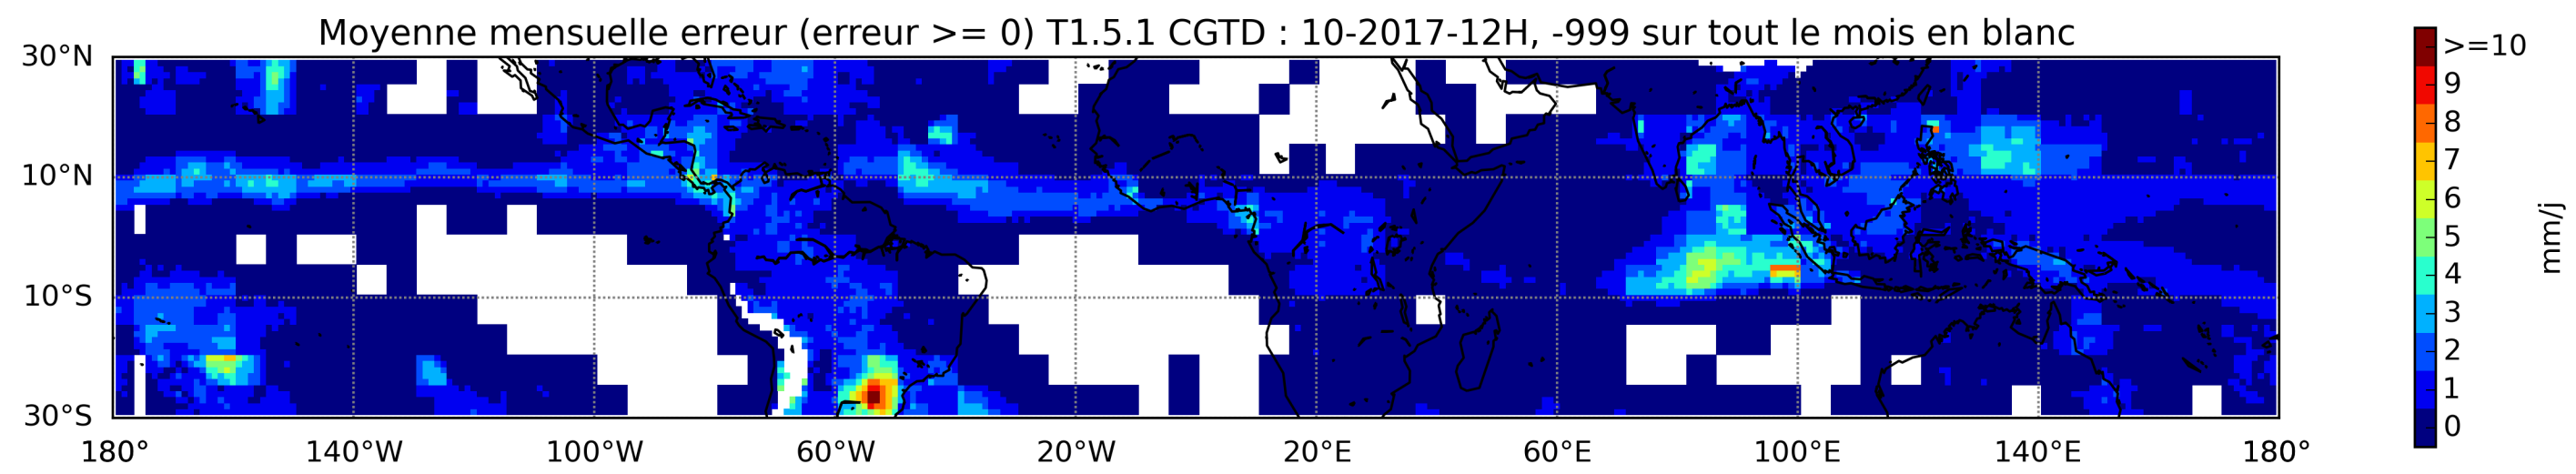 Moyenne mensuelle erreur (erreur >= 0) T1.5.1 CGTD : 10-2017-12H, -999 sur tout le mois en blanc
30°N
10°N
10°S
30°S
180° 140°W 100°W 60°W 20°W 20°E 60°E 100°E 140°E 180°
>=10
9
8
7
6
5
4
3
2
1
0
mm/j